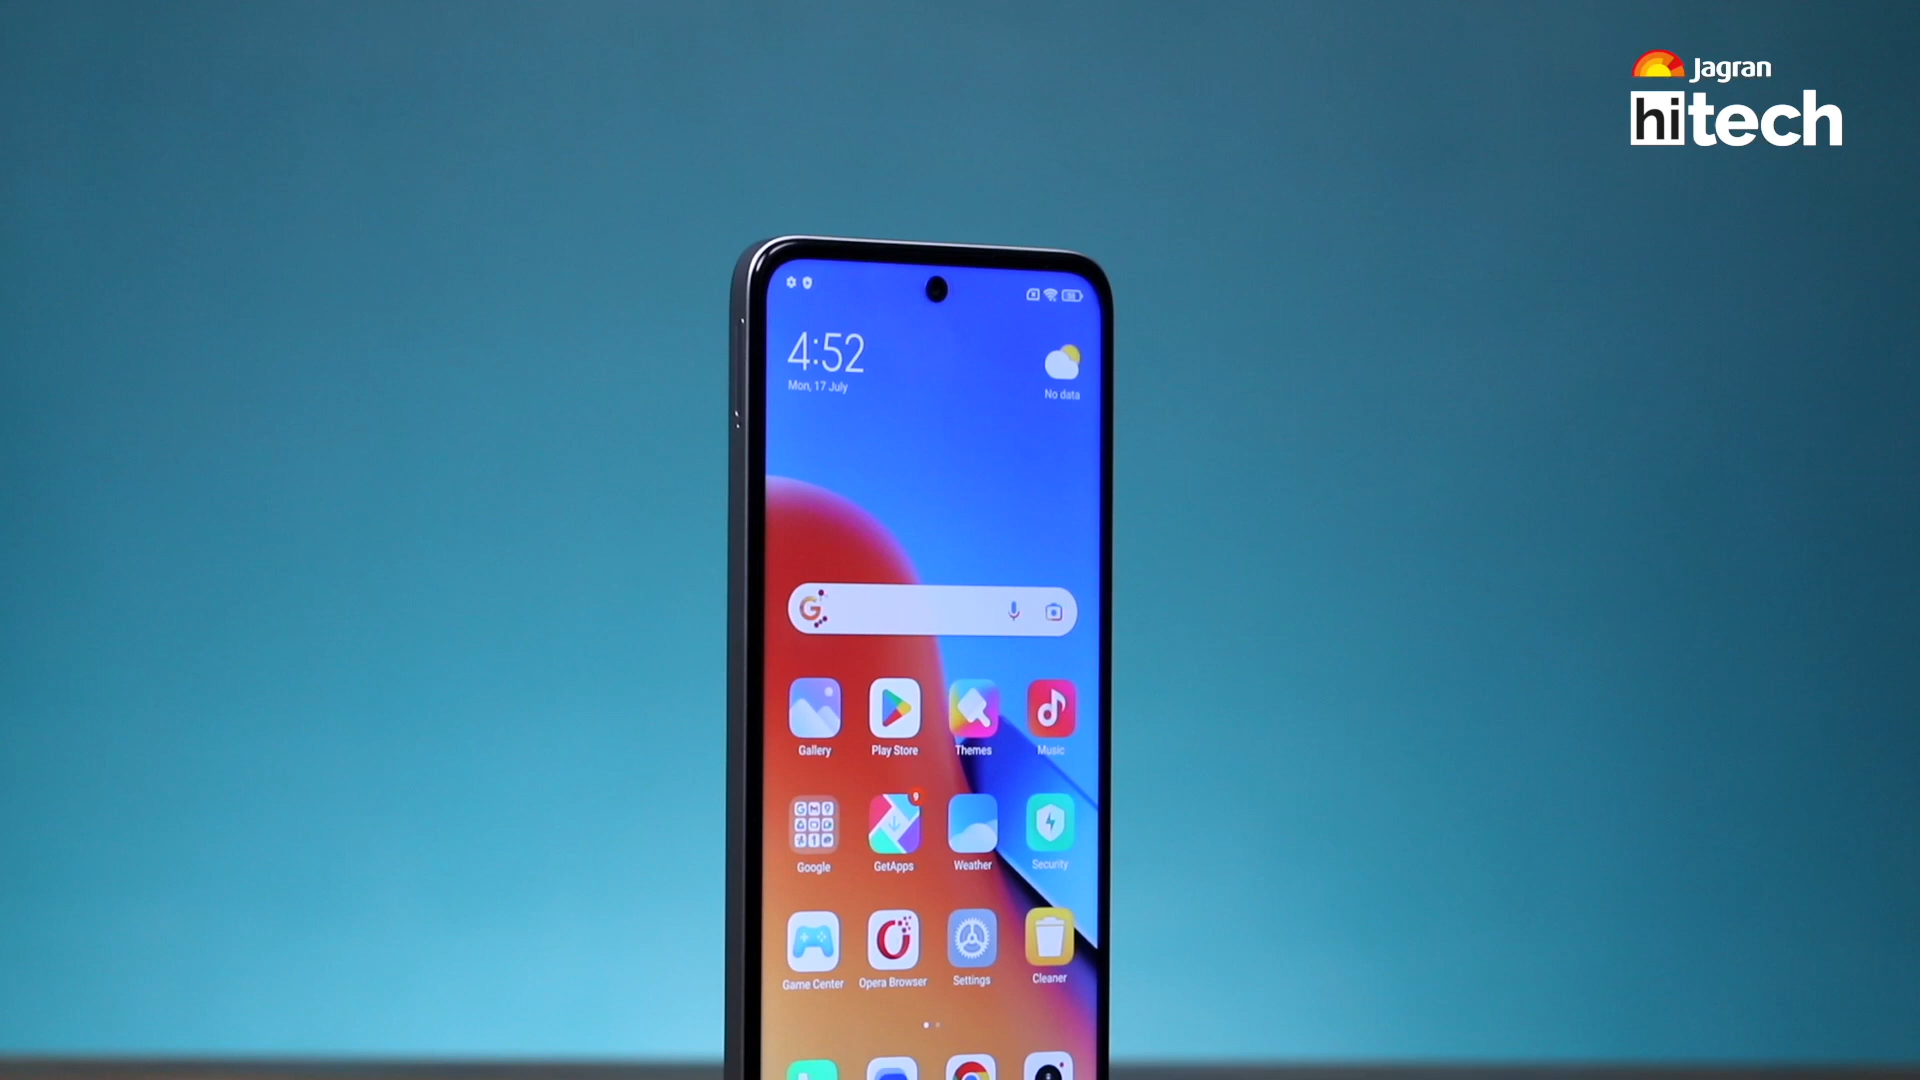 Jagran
hitech
4:52
Mon, 17 July
No data
Gallery
Play Store
Themes
Music
9
Google
GetApps
Weather
Security
Game Center
Opera Browser
Settings
Cleaner